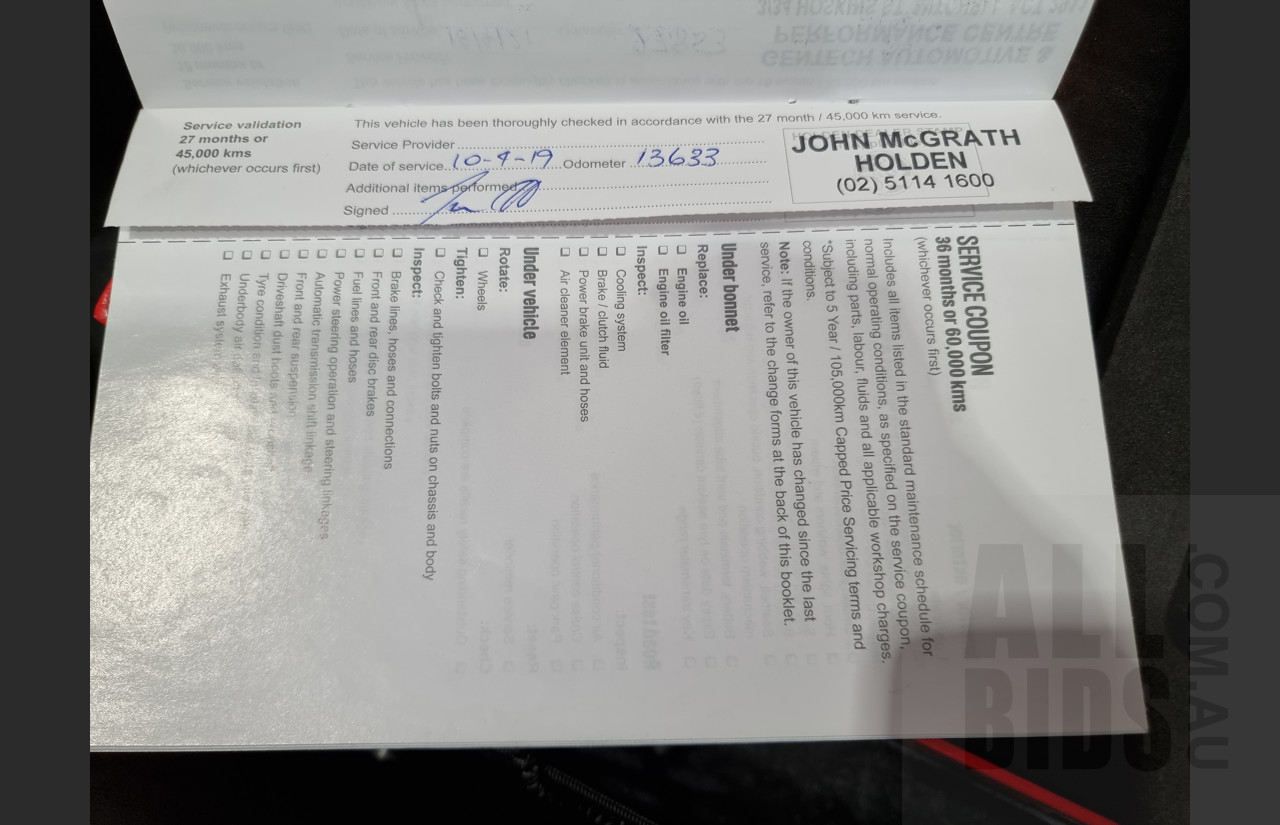 Service validation
27 months or
45,000 kms
(whichever occurs first)
This vehicle has been thoroughly checked in accordance with the 27 month / 45,000 km service.
Service Provider
Date of service 10-4-19 Odometer 13633
Additional items performed
Signed
JOHN McGRATH
HOLDEN
(02) 5114 1600
SERVICE COUPON
36 months or 60,000 kms
(whichever occurs first)
Includes all items listed in the standard maintenance schedule for
normal operating conditions, as specified on the service coupon,
including parts, labour, fluids and all applicable workshop charges.
*Subject to 5 Year / 105,000km Capped Price Servicing terms and
conditions.
Note: If the owner of this vehicle has changed since the last
service, refer to the change forms at the back of this booklet.
Under bonnet
Replace:
Engine oil
Engine oil filter
Inspect:
Cooling system
Brake / clutch fluid
Power brake unit and hoses
Air cleaner element
Under vehicle
Rotate:
Wheels
Tighten:
Check and tighten bolts and nuts on chassis and body
Inspect:
Brake lines, hoses and connections
Front and rear disc brakes
Fuel lines and hoses
Power steering operation and steering linkages
Automatic transmission shift linkage
Front and rear suspension
Driveshaft dust boots and
Tyre condition and
Underbody air
Exhaust system
GENTECH AUTOMOTIVE &
PERFORMANCE CENTRE
ALL
BIDS
.COM.AU